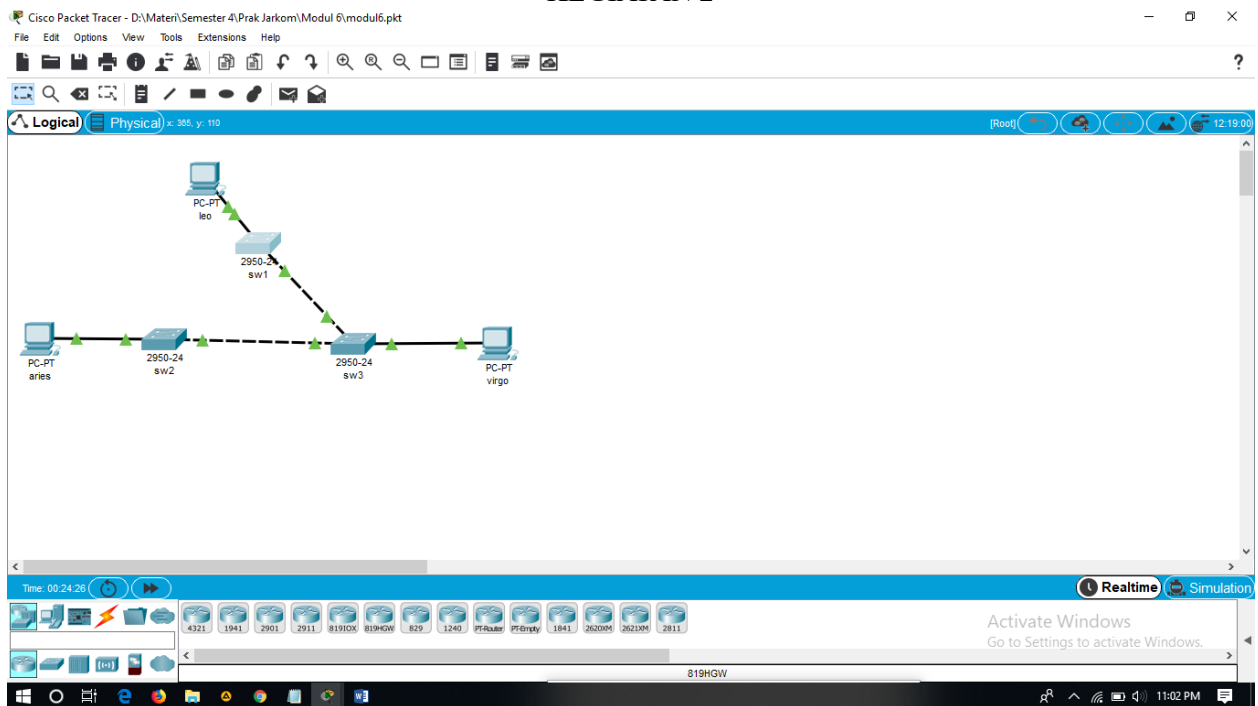 Cisco Packet Tracer - D:\Materi\Semester 4\Prak Jarkom\Modul 6\modul6.pkt
File Edit Options View Tools Extensions Help
?
Logical Physical x: 365, y: 110 [Root] 12:19:00
PC-PT
leo
2950-24
sw1
PC-PT
aries
2950-24
sw2
2950-24
sw3
PC-PT
virgo
Time: 00:24:26 Realtime Simulation
4321 1941 2901 2911 819IOX 819HGW 829 1240 PT-Router PT-Empty 1841 2620XM 2621XM 2811
Activate Windows
Go to Settings to activate Windows.
819HGW
11:02 PM